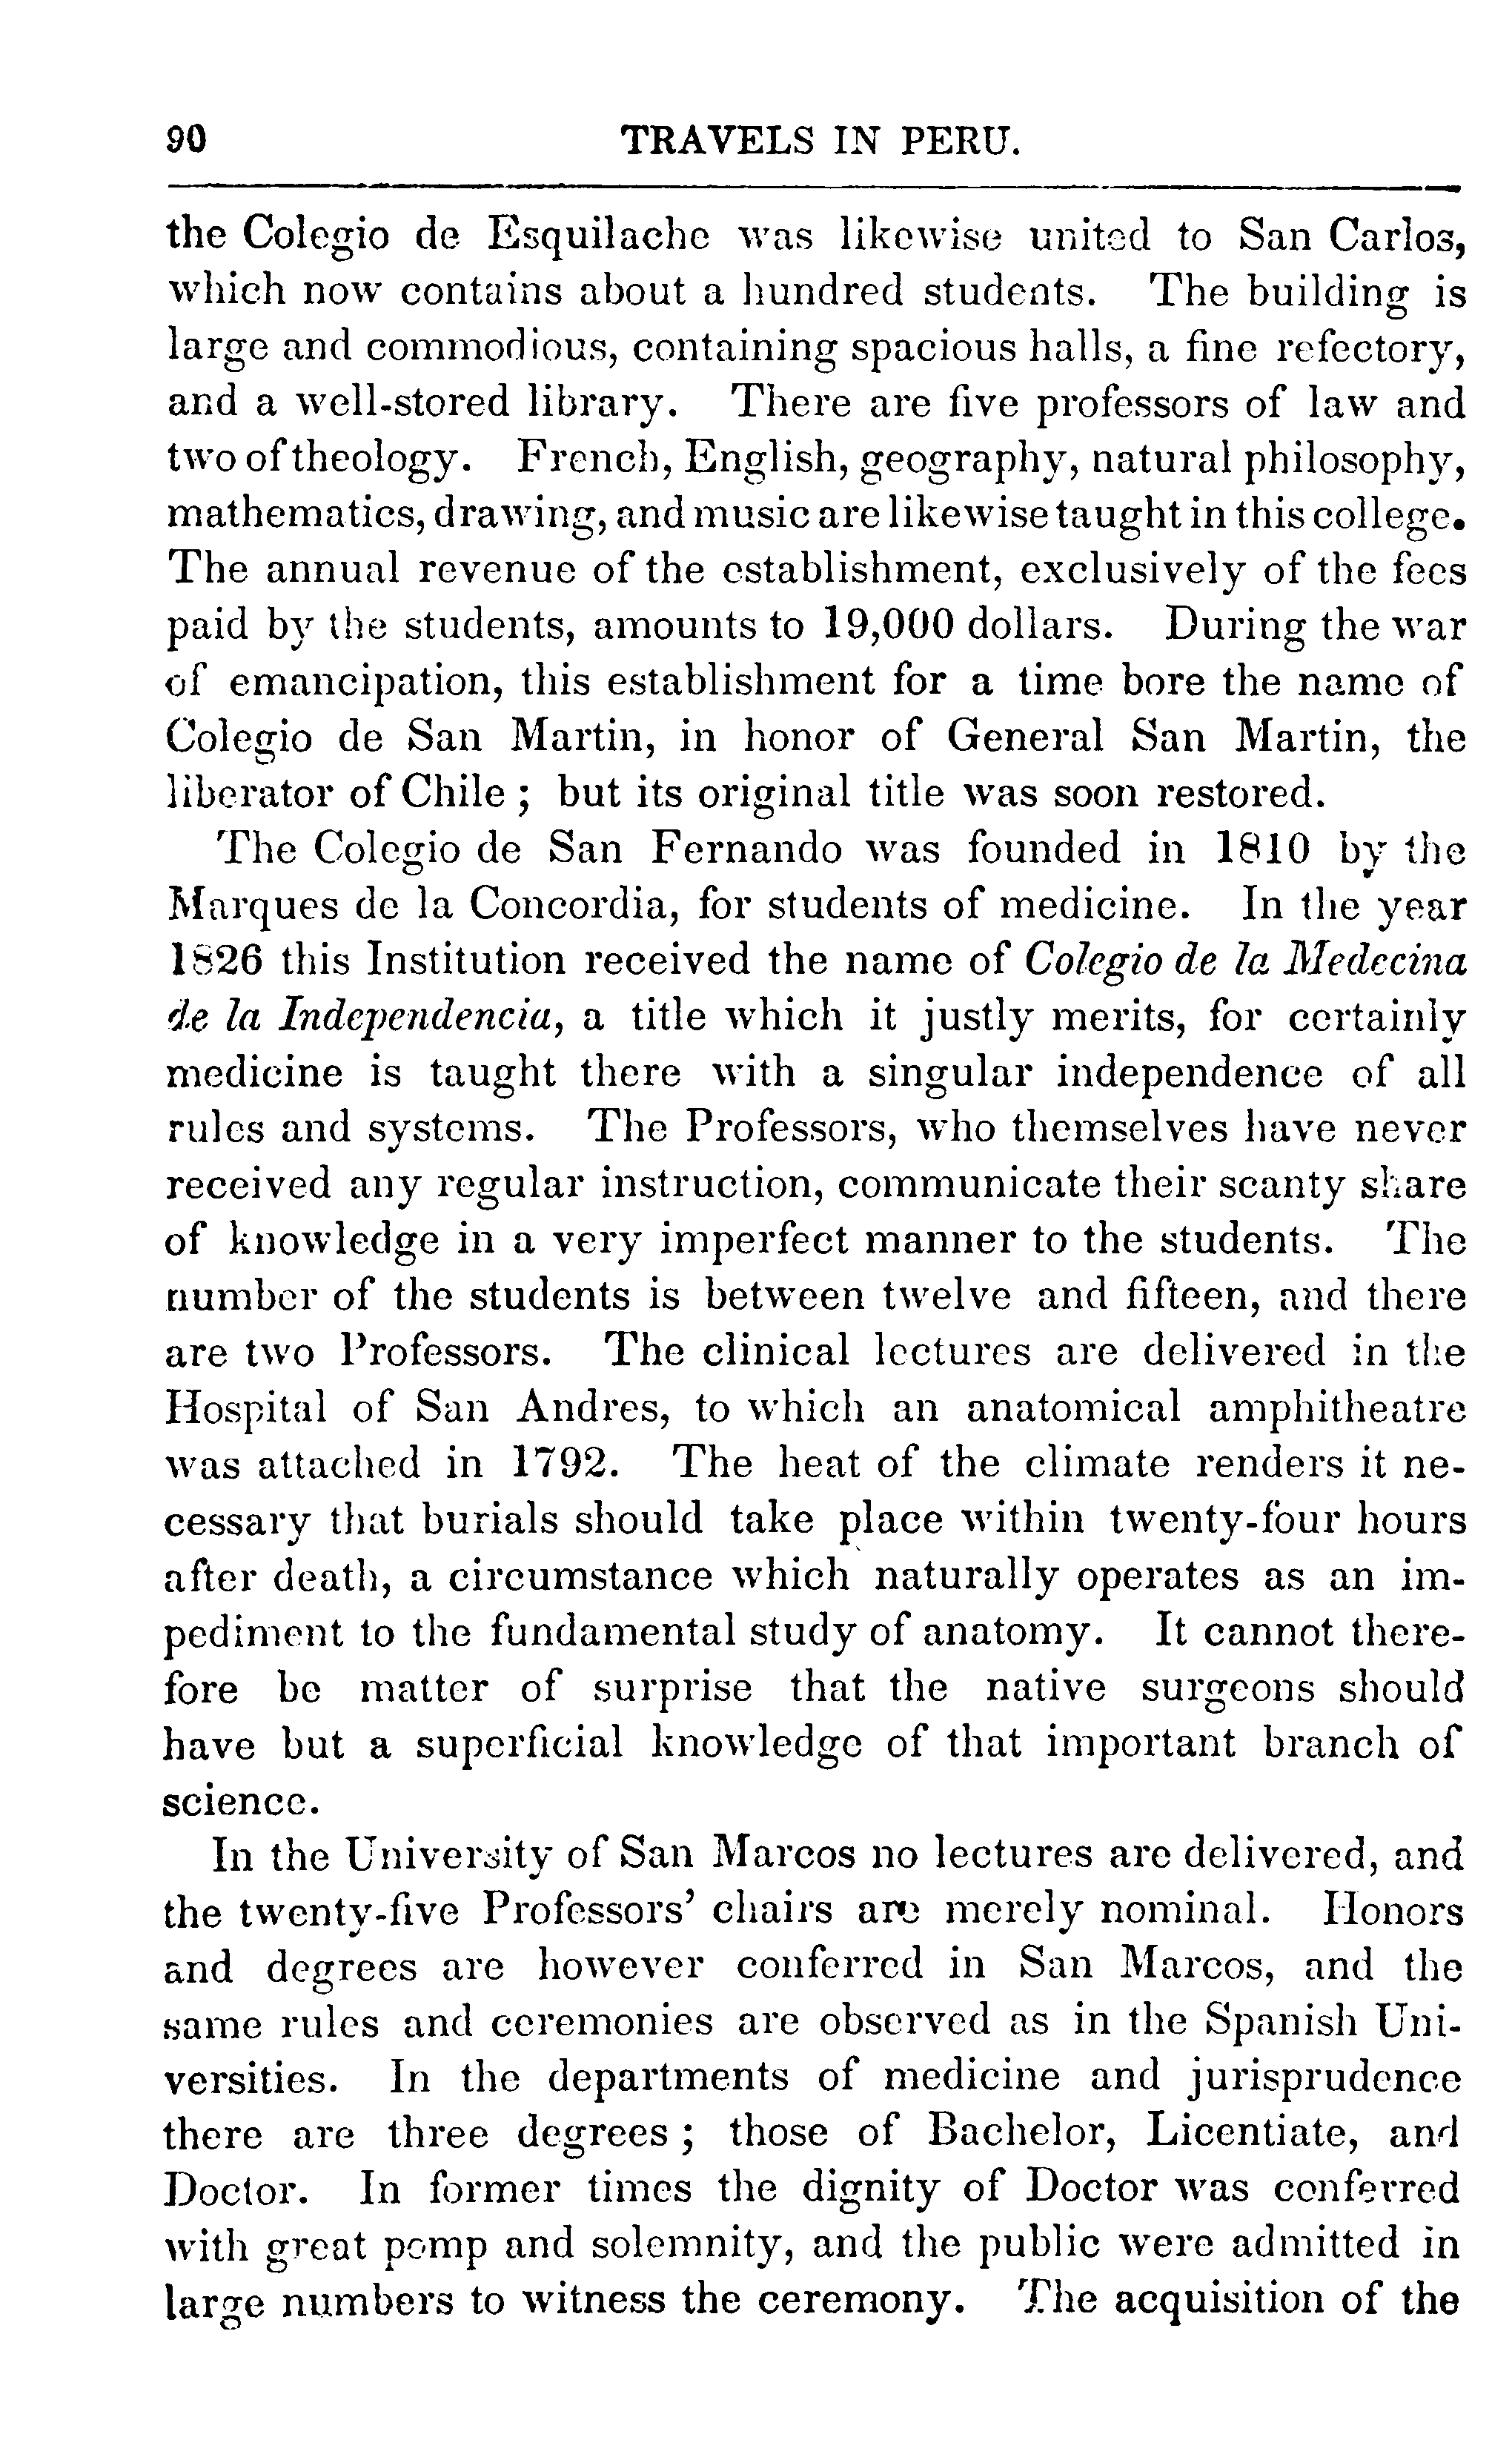 90 TRAVELS IN PERU.
the Colegio de Esquilache was likewise united to San Carlos,
which now contains about a hundred students. The building is
large and commodious, containing spacious halls, a fine refectory,
and a well-stored library. There are five professors of law and
two of theology. French, English, geography, natural philosophy,
mathematics, drawing, and music are likewise taught in this college.
The annual revenue of the establishment, exclusively of the fees
paid by the students, amounts to 19,000 dollars. During the war
of emancipation, this establishment for a time bore the name of
Colegio de San Martin, in honor of General San Martin, the
liberator of Chile ; but its original title was soon restored.
The Colegio de San Fernando was founded in 1810 by the
Marques de la Concordia, for students of medicine. In the year
1826 this Institution received the name of Colegio de la Medecina
de la Independencia, a title which it justly merits, for certainly
medicine is taught there with a singular independence of all
rules and systems. The Professors, who themselves have never
received any regular instruction, communicate their scanty share
of knowledge in a very imperfect manner to the students. The
number of the students is between twelve and fifteen, and there
are two Professors. The clinical lectures are delivered in the
Hospital of San Andres, to which an anatomical amphitheatre
was attached in 1792. The heat of the climate renders it ne-
cessary that burials should take place within twenty-four hours
after death, a circumstance which naturally operates as an im-
pediment to the fundamental study of anatomy. It cannot there-
fore be matter of surprise that the native surgeons should
have but a superficial knowledge of that important branch of
science.
In the University of San Marcos no lectures are delivered, and
the twenty-five Professors’ chairs are merely nominal. Honors
and degrees are however conferred in San Marcos, and the
same rules and ceremonies are observed as in the Spanish Uni-
versities. In the departments of medicine and jurisprudence
there are three degrees ; those of Bachelor, Licentiate, and
Doctor. In former times the dignity of Doctor was conferred
with great pomp and solemnity, and the public were admitted in
large numbers to witness the ceremony. The acquisition of the